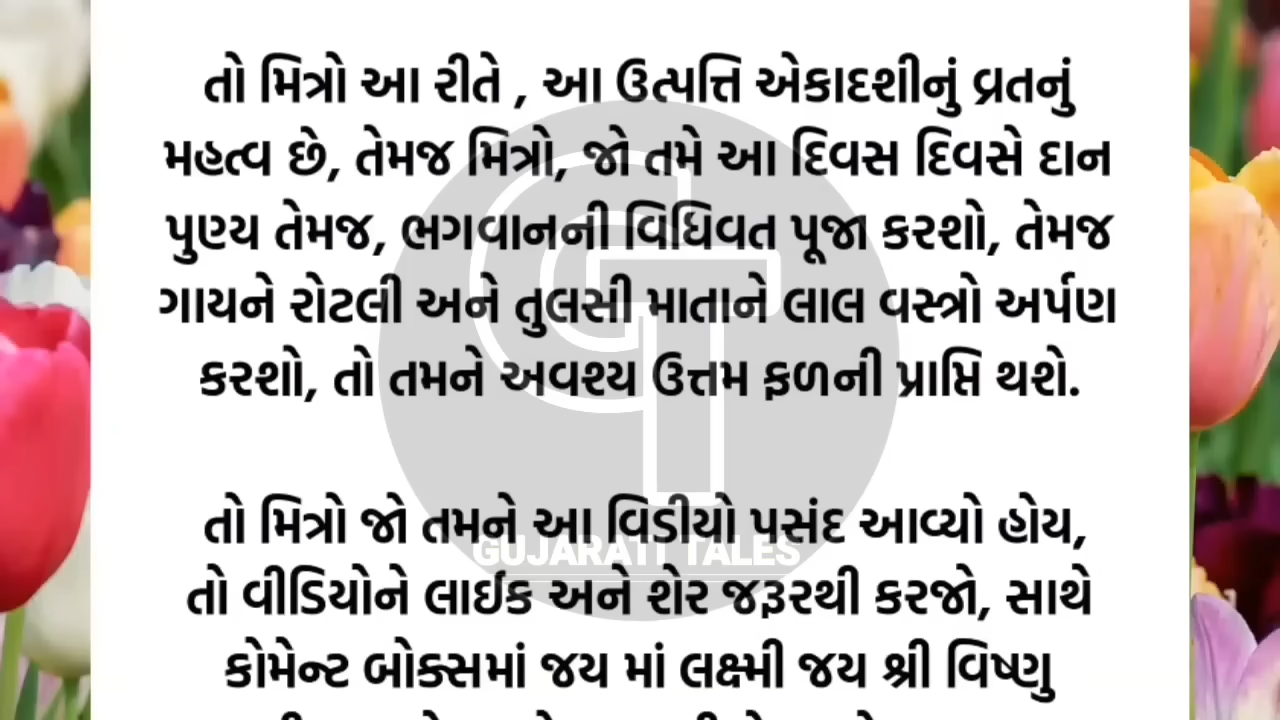 તો મિત્રો આ રીતે , આ ઉત્પત્તિ એકાદશીનું વ્રતનું
મહત્વ છે, તેમજ મિત્રો, જો તમે આ દિવસ દિવસે દાન
પુણ્ય તેમજ, ભગવાનની વિધિવત પૂજા કરશો, તેમજ
ગાયને રોટલી અને તુલસી માતાને લાલ વસ્ત્રો અર્પણ
કરશો, તો તમને અવશ્ય ઉત્તમ ફળની પ્રાપ્તિ થશે.
તો મિત્રો જો તમને આ વિડીયો પસંદ આવ્યો હોય,
GUJARATI TALES
તો વીડિયોને લાઈક અને શેર જરૂરથી કરજો, સાથે
કોમેન્ટ બોક્સમાં જય માં લક્ષ્મી જય શ્રી વિષ્ણુ